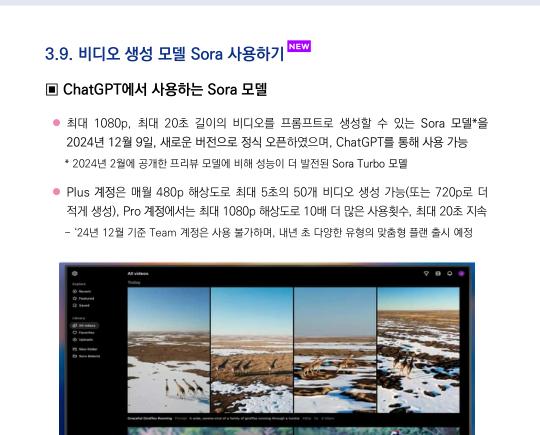 3.9. 비디오 생성 모델 Sora 사용하기 NEW
▣ ChatGPT에서 사용하는 Sora 모델
● 최대 1080p, 최대 20초 길이의 비디오를 프롬프트로 생성할 수 있는 Sora 모델*을
2024년 12월 9일, 새로운 버전으로 정식 오픈하였으며, ChatGPT를 통해 사용 가능
* 2024년 2월에 공개한 프리뷰 모델에 비해 성능이 더 발전된 Sora Turbo 모델
● Plus 계정은 매월 480p 해상도로 최대 5초의 50개 비디오 생성 가능(또는 720p로 더
적게 생성), Pro 계정에서는 최대 1080p 해상도로 10배 더 많은 사용횟수, 최대 20초 지속
- '24년 12월 기준 Team 계정은 사용 불가하며, 내년 초 다양한 유형의 맞춤형 플랜 출시 예정
All videos
Today
Explore
Recent
Featured
Saved
Library
All videos
Favorites
Uploads
New folder
Graceful Giraffes Roaming